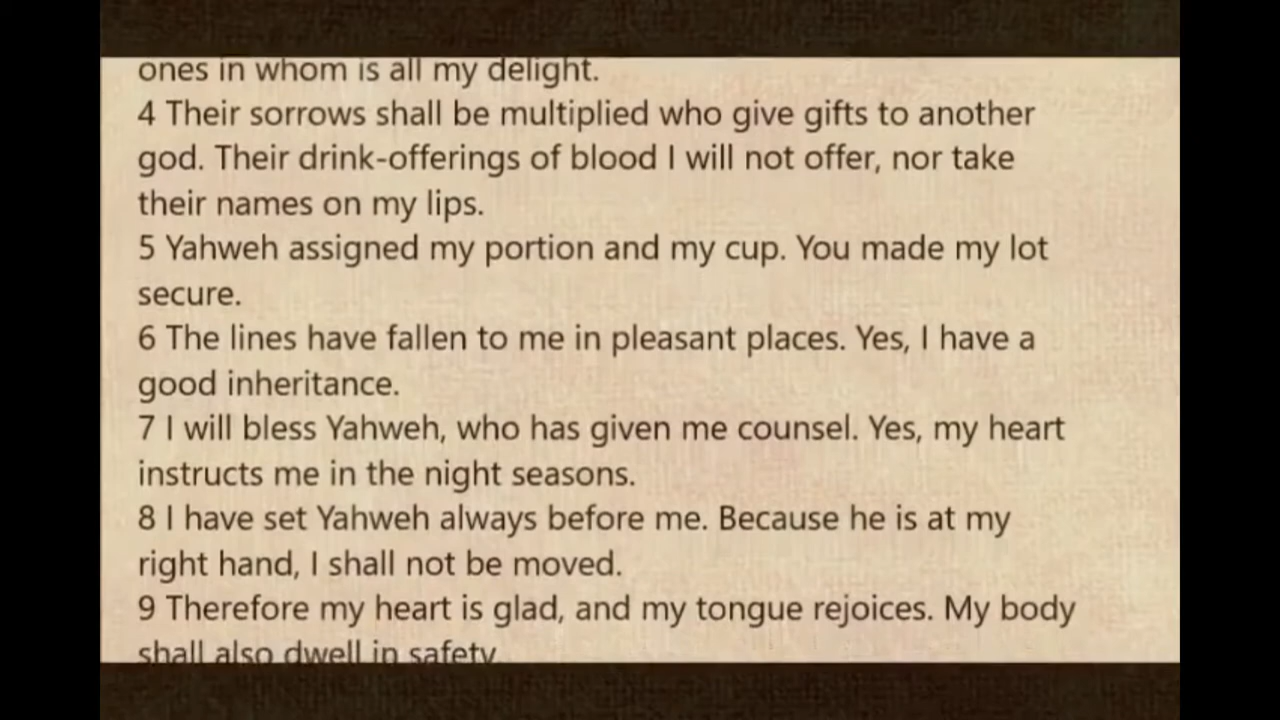 ones in whom is all my delight.
4 Their sorrows shall be multiplied who give gifts to another
god. Their drink-offerings of blood I will not offer, nor take
their names on my lips.
5 Yahweh assigned my portion and my cup. You made my lot
secure.
6 The lines have fallen to me in pleasant places. Yes, I have a
good inheritance.
7 I will bless Yahweh, who has given me counsel. Yes, my heart
instructs me in the night seasons.
8 I have set Yahweh always before me. Because he is at my
right hand, I shall not be moved.
9 Therefore my heart is glad, and my tongue rejoices. My body
shall also dwell in safety.